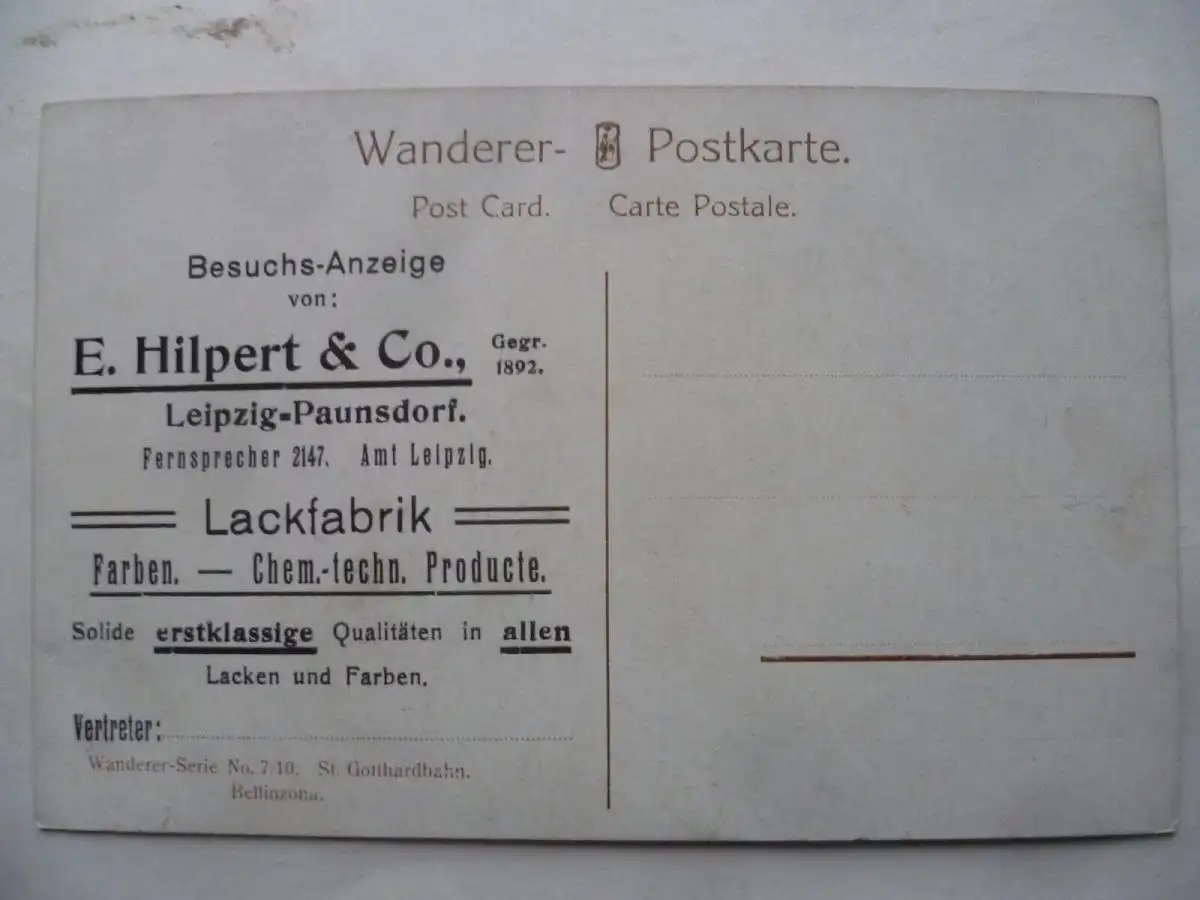 Wanderer- Postkarte.
Post Card. Carte Postale.
Besuchs-Anzeige
von:
E. Hilpert & Co., Gegr. 1892.
Leipzig-Paunsdorf.
Fernsprecher 2147. Amt Leipzig.
Lackfabrik
Farben. — Chem.-techn. Producte.
Solide erstklassige Qualitäten in allen
Lacken und Farben.
Vertreter:
Wanderer-Serie No. 7/10. St. Gotthardbahn.
Bellinzona.